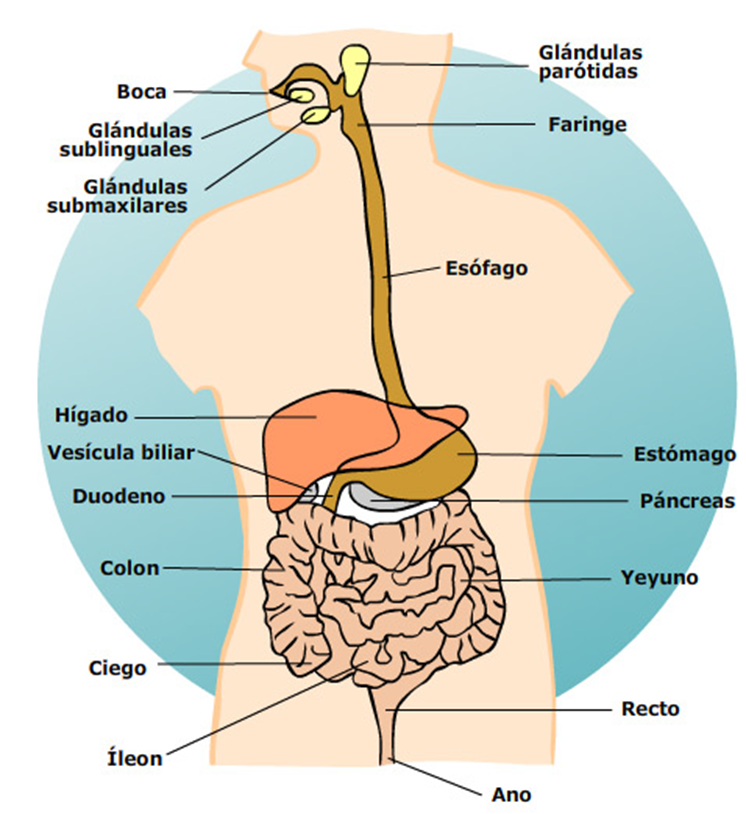 Glándulas
parótidas
Boca
Faringe
Glándulas
sublinguales
Glándulas
submaxilares
Esófago
Hígado
Vesícula biliar
Estómago
Duodeno
Páncreas
Colon
Yeyuno
Ciego
Recto
Íleon
Ano